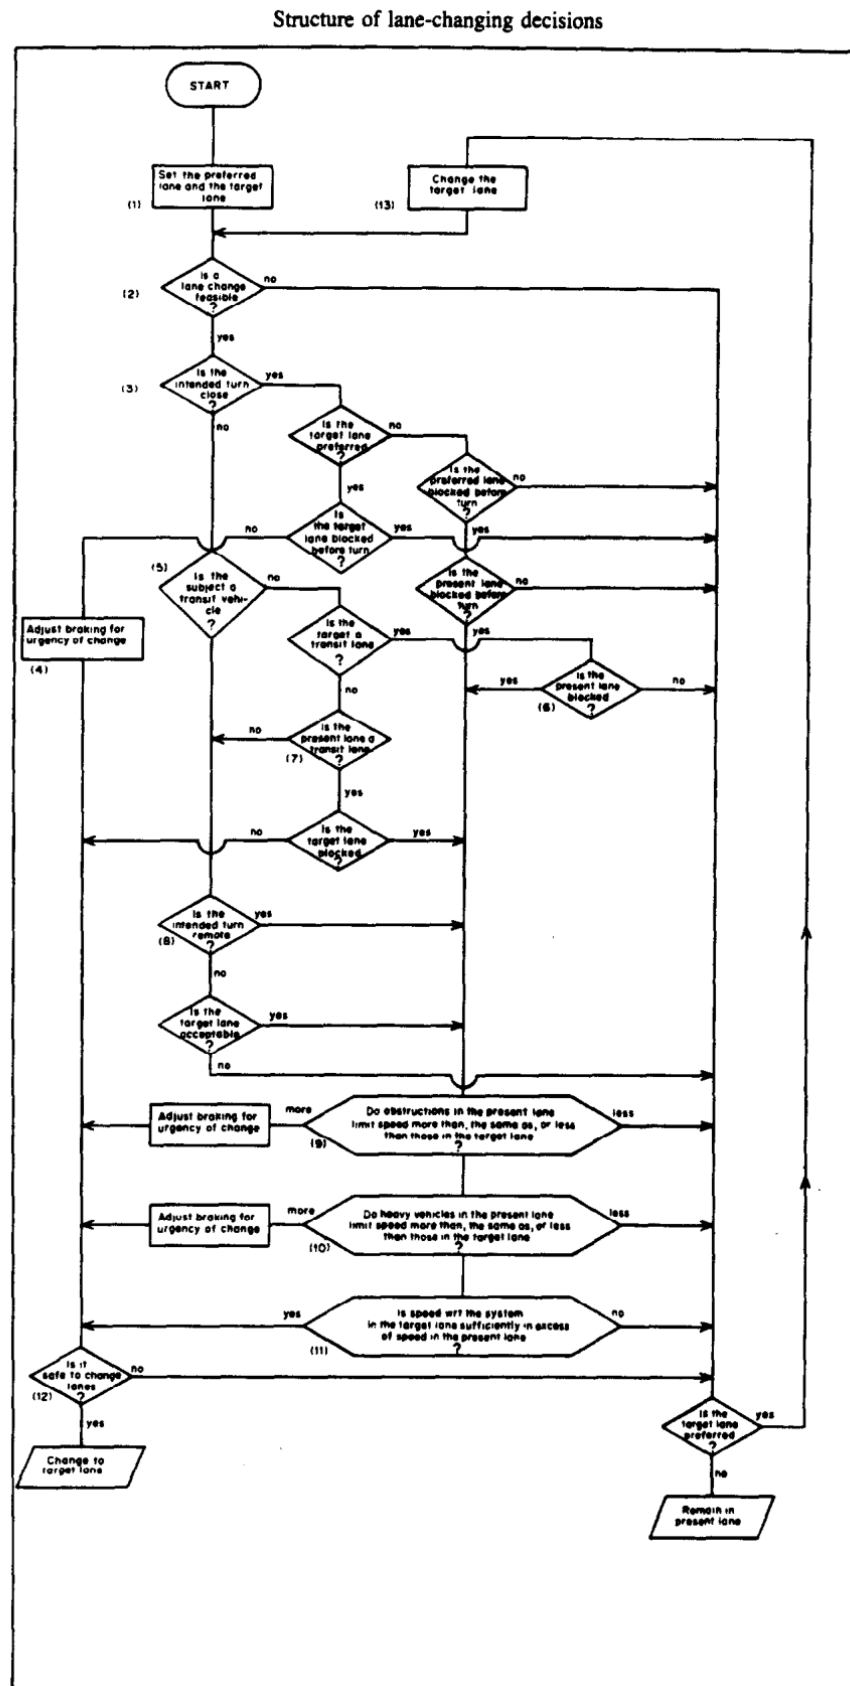 Structure of lane-changing decisions
START
Set the preferred
lane and the target
lane
(1)
Change the
target lane
(13)
Is a
lane change
feasible
?
no
(2)
yes
Is the
intended turn
close
?
yes
(3)
no
Is the
target lane
preferred
?
no
yes
Is the
preferred lane
blocked before
turn
?
no
yes
Is
the target
lane blocked
before turn
?
no
yes
(5)
Is the
subject a
transit vehi-
cle
?
no
Is the
present lane
blocked before
turn
?
no
yes
Adjust braking for
urgency of change
(4)
Is the
target a
transit lane
?
yes
no
Is the
present lane
blocked
?
yes
no
(6)
Is the
present lane a
transit lane
?
no
(7)
yes
Is the
target lane
blocked
?
no
yes
Is the
intended turn
remote
?
yes
(8)
no
Is the
target lane
acceptable
?
yes
no
Adjust braking for
urgency of change
more
Do obstructions in the present lane
limit speed more than, the same as, or less
than those in the target lane
?
less
(9)
Adjust braking for
urgency of change
more
Do heavy vehicles in the present lane
limit speed more than, the same as, or less
than those in the target lane
?
less
(10)
yes
Is speed wrt the system
in the target lane sufficiently in excess
of speed in the present lane
?
no
(11)
Is it
safe to change
lanes
?
no
(12)
yes
Change to
target lane
Is the
target lane
preferred
?
yes
no
Remain in
present lane